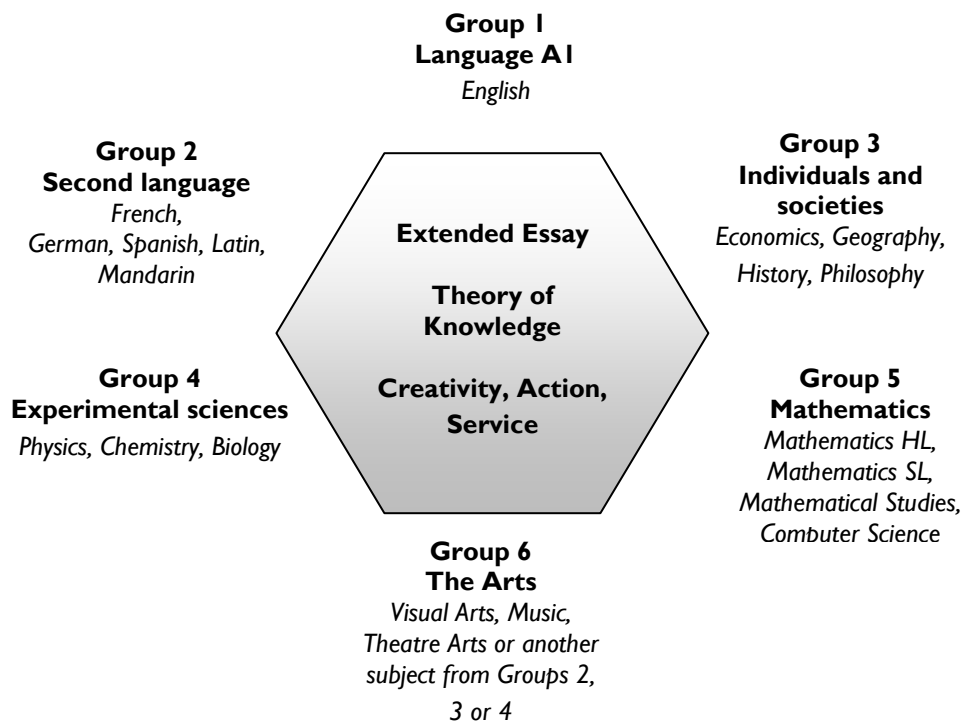 Group 1
Language A1
English
Group 2
Second language
French,
German, Spanish, Latin,
Mandarin
Group 3
Individuals and
societies
Economics, Geography,
History, Philosophy
Extended Essay
Theory of
Knowledge
Creativity, Action,
Service
Group 4
Experimental sciences
Physics, Chemistry, Biology
Group 5
Mathematics
Mathematics HL,
Mathematics SL,
Mathematical Studies,
Computer Science
Group 6
The Arts
Visual Arts, Music,
Theatre Arts or another
subject from Groups 2,
3 or 4